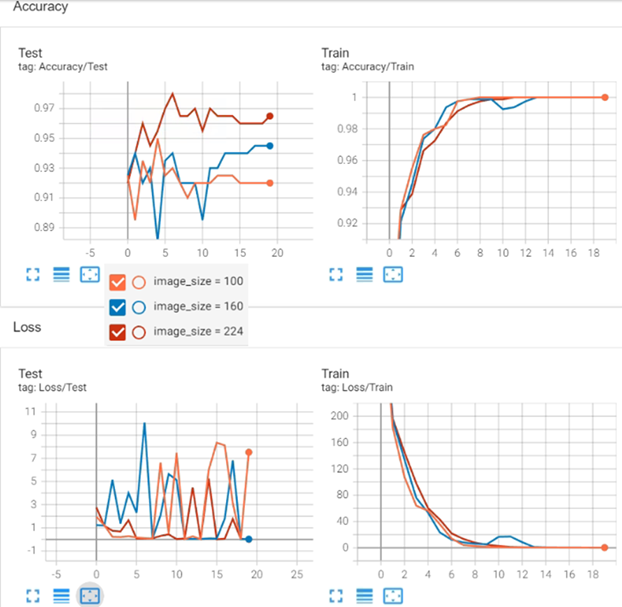 Accuracy
Test
tag: Accuracy/Test
0.97
0.95
0.93
0.91
0.89
-5 0 5 10 15 20
Train
tag: Accuracy/Train
1
0.98
0.96
0.94
0.92
0 2 4 6 8 10 12 14 16 18
image_size = 100
image_size = 160
image_size = 224
Loss
Test
tag: Loss/Test
11
9
7
5
3
1
-1
-5 0 5 10 15 20 25
Train
tag: Loss/Train
200
160
120
80
40
0
0 2 4 6 8 10 12 14 16 18